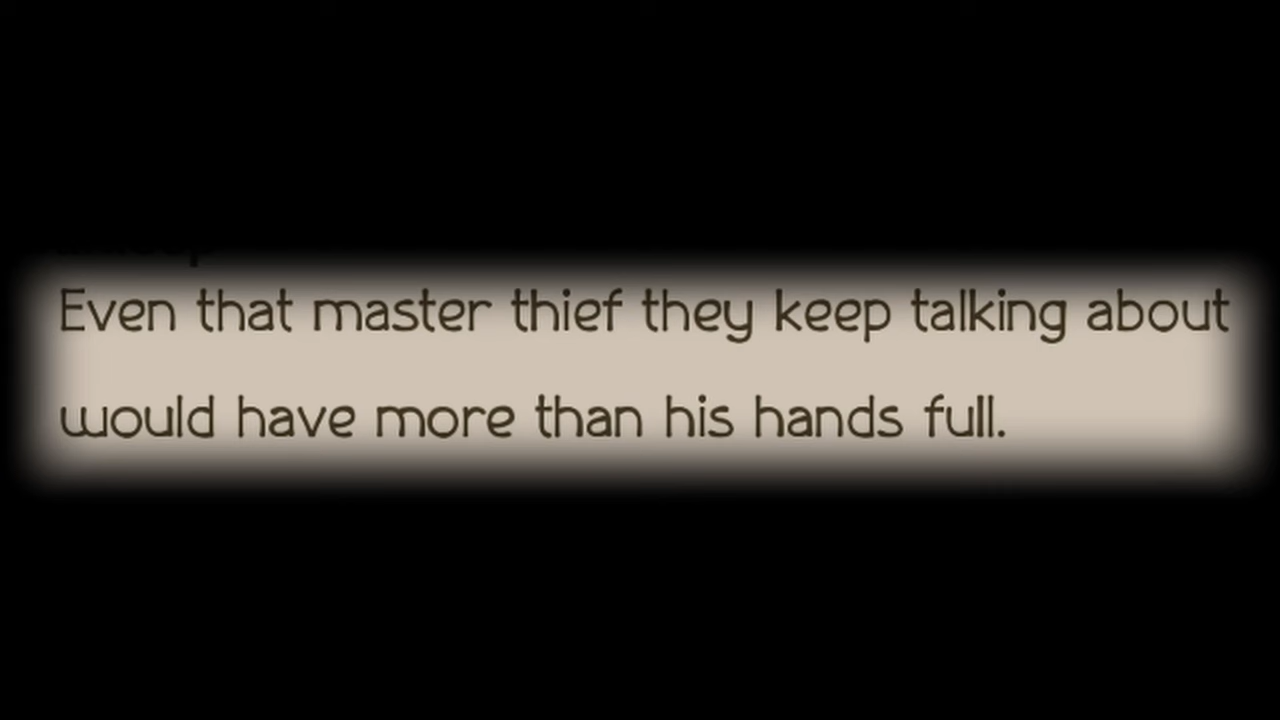 Even that master thief they keep talking about
would have more than his hands full.